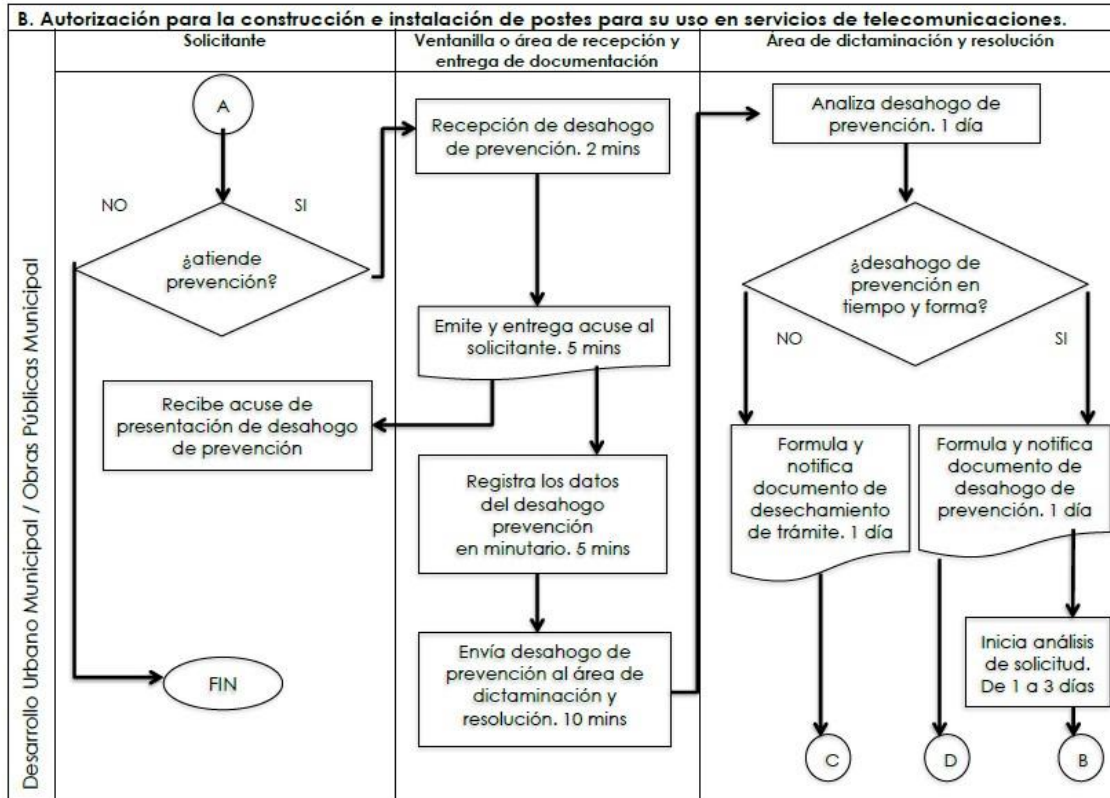 B. Autorización para la construcción e instalación de postes para su uso en servicios de telecomunicaciones.
Desarrollo Urbano Municipal / Obras Públicas Municipal
Solicitante
A
NO
SI
¿atiende
prevención?
Recibe acuse de
presentación de desahogo
de prevención
FIN
Ventanilla o área de recepción y
entrega de documentación
Recepción de desahogo
de prevención. 2 mins
Emite y entrega acuse al
solicitante. 5 mins
Registra los datos
del desahogo
prevención
en minutario. 5 mins
Envía desahogo de
prevención al área de
dictaminación y
resolución. 10 mins
Área de dictaminación y resolución
Analiza desahogo de
prevención. 1 día
¿desahogo de
prevención en
tiempo y forma?
NO
SI
Formula y
notifica
documento de
desechamiento
de trámite. 1 día
Formula y notifica
documento de
desahogo de
prevención. 1 día
Inicia análisis
de solicitud.
De 1 a 3 días
C
D
B